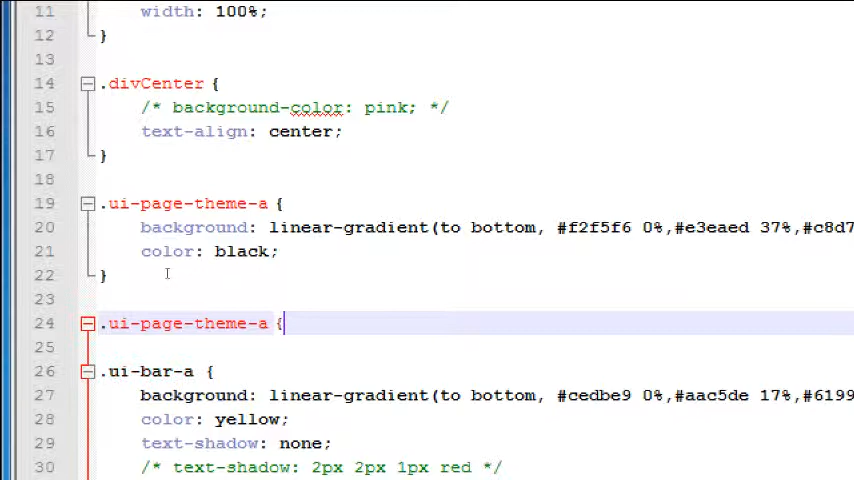 11 width: 100%;
12 }
13
14 .divCenter {
15 /* background-color: pink; */
16 text-align: center;
17 }
18
19 .ui-page-theme-a {
20 background: linear-gradient(to bottom, #f2f5f6 0%,#e3eaed 37%,#c8d7
21 color: black;
22 }
23
24 .ui-page-theme-a {
25
26 .ui-bar-a {
27 background: linear-gradient(to bottom, #cedbe9 0%,#aac5de 17%,#6199
28 color: yellow;
29 text-shadow: none;
30 /* text-shadow: 2px 2px 1px red */